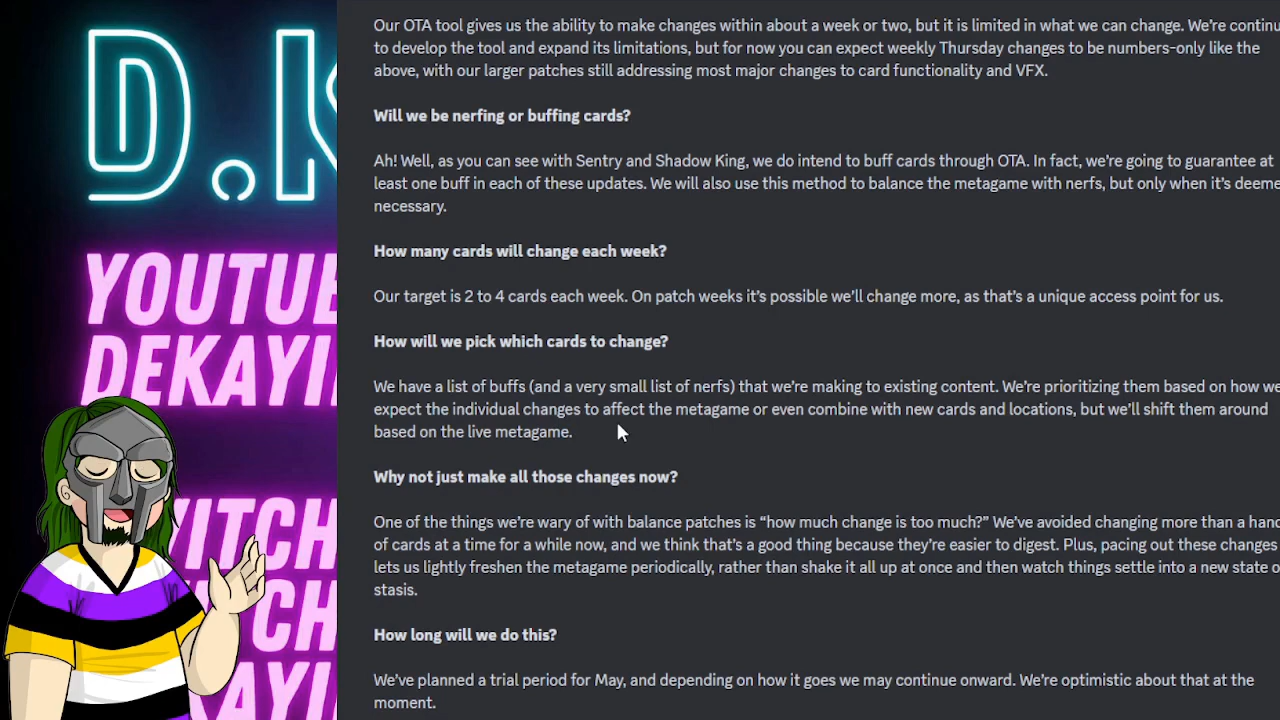 D.K
YOUTU
DEKAYI
Our OTA tool gives us the ability to make changes within about a week or two, but it is limited in what we can change. We're continu
to develop the tool and expand its limitations, but for now you can expect weekly Thursday changes to be numbers-only like the
above, with our larger patches still addressing most major changes to card functionality and VFX.
Will we be nerfing or buffing cards?
Ah! Well, as you can see with Sentry and Shadow King, we do intend to buff cards through OTA. In fact, we're going to guarantee at
least one buff in each of these updates. We will also use this method to balance the metagame with nerfs, but only when it's deeme
necessary.
How many cards will change each week?
Our target is 2 to 4 cards each week. On patch weeks it's possible we'll change more, as that's a unique access point for us.
How will we pick which cards to change?
We have a list of buffs (and a very small list of nerfs) that we're making to existing content. We're prioritizing them based on how we
expect the individual changes to affect the metagame or even combine with new cards and locations, but we'll shift them around
based on the live metagame.
Why not just make all those changes now?
One of the things we're wary of with balance patches is “how much change is too much?” We've avoided changing more than a hand
of cards at a time for a while now, and we think that's a good thing because they're easier to digest. Plus, pacing out these changes
lets us lightly freshen the metagame periodically, rather than shake it all up at once and then watch things settle into a new state o
stasis.
How long will we do this?
We've planned a trial period for May, and depending on how it goes we may continue onward. We're optimistic about that at the
moment.